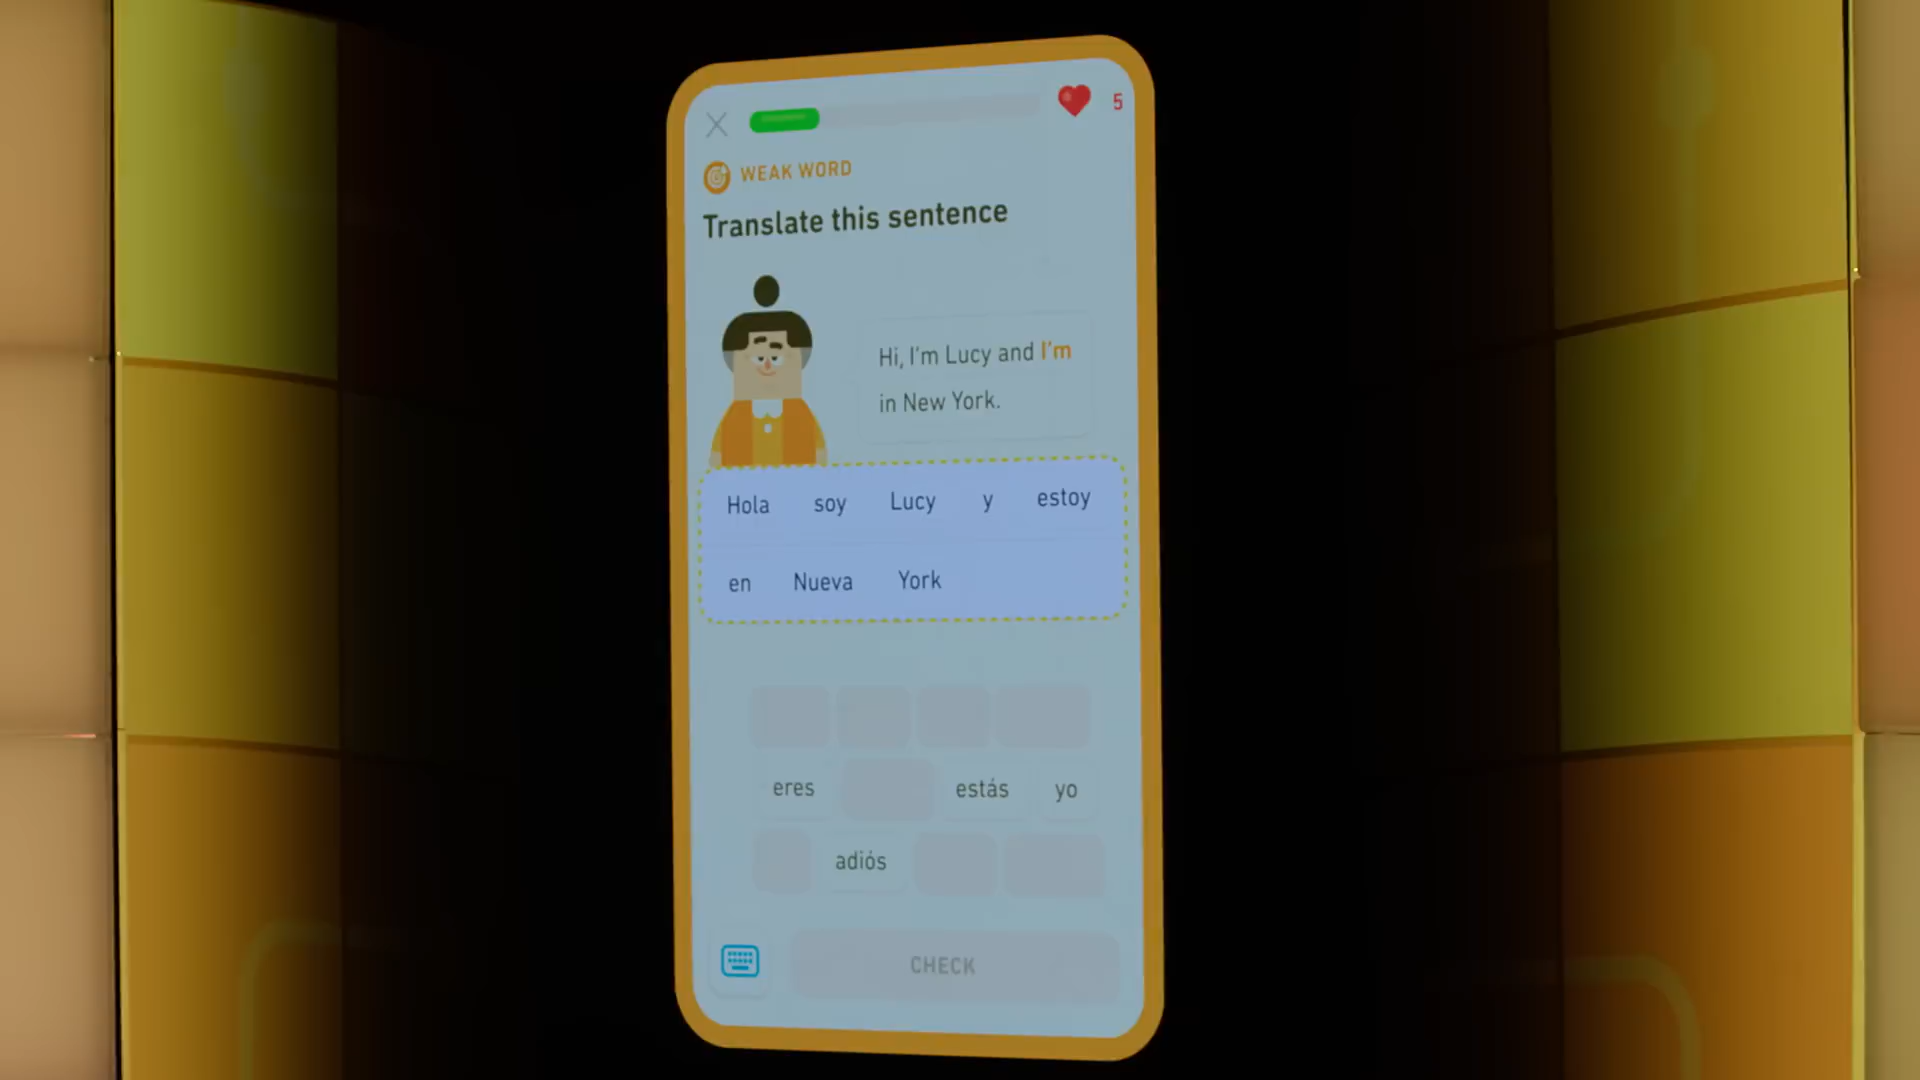 5
WEAK WORD
Translate this sentence
Hi, I'm Lucy and I'm
in New York.
Hola soy Lucy y estoy
en Nueva York
eres estás yo
adiós
CHECK